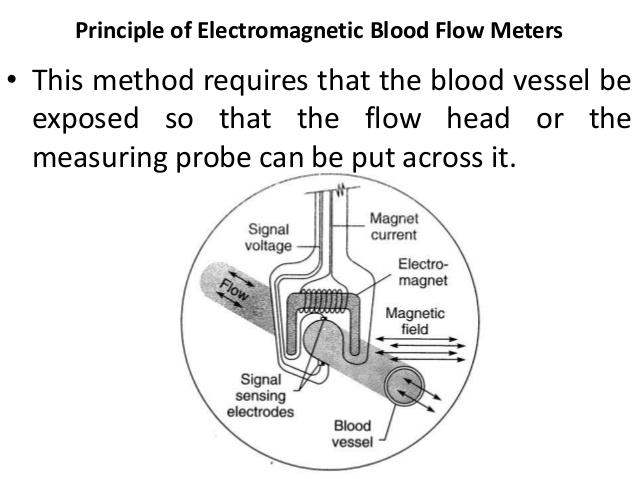 Principle of Electromagnetic Blood Flow Meters
• This method requires that the blood vessel be
exposed so that the flow head or the
measuring probe can be put across it.
Signal
voltage
Magnet
current
Electro-
magnet
Flow
Magnetic
field
Signal
sensing
electrodes
Blood
vessel